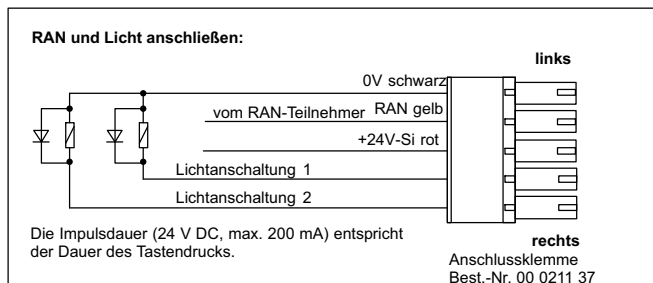 RAN und Licht anschließen:
links
0V schwarz
vom RAN-Teilnehmer RAN gelb
+24V-Si rot
Lichtanschaltung 1
Lichtanschaltung 2
Die Impulsdauer (24 V DC, max. 200 mA) entspricht
der Dauer des Tastendrucks.
rechts
Anschlussklemme
Best.-Nr. 00 0211 37